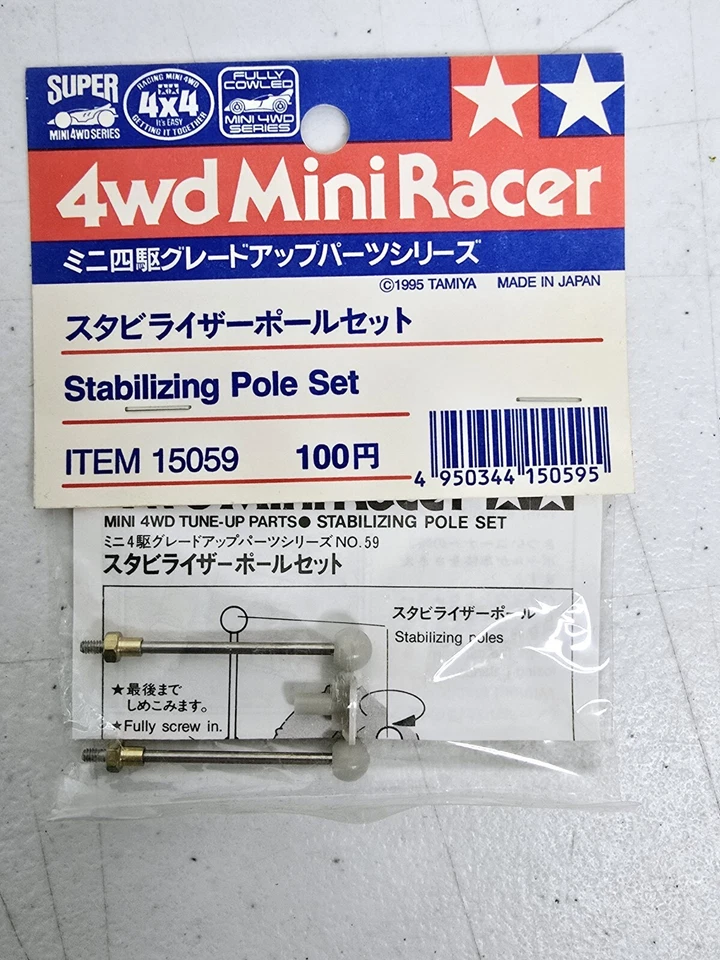 SUPER
MINI 4WD SERIES
RACING MINI 4WD
4x4
It's EASY
GETTING IT TOGETHER
FULLY
COWLED
MINI 4WD
SERIES
4wd Mini Racer
ミニ四駆グレードアップパーツシリーズ
©1995 TAMIYA MADE IN JAPAN
スタビライザーポールセット
Stabilizing Pole Set
ITEM 15059 100円
4 950344 150595
MINI 4WD TUNE-UP PARTS● STABILIZING POLE SET
ミニ4駆グレードアップパーツシリーズ NO.59
スタビライザーポールセット
スタビライザーポール
Stabilizing poles
★最後まで
しめこみます。
★Fully screw in.